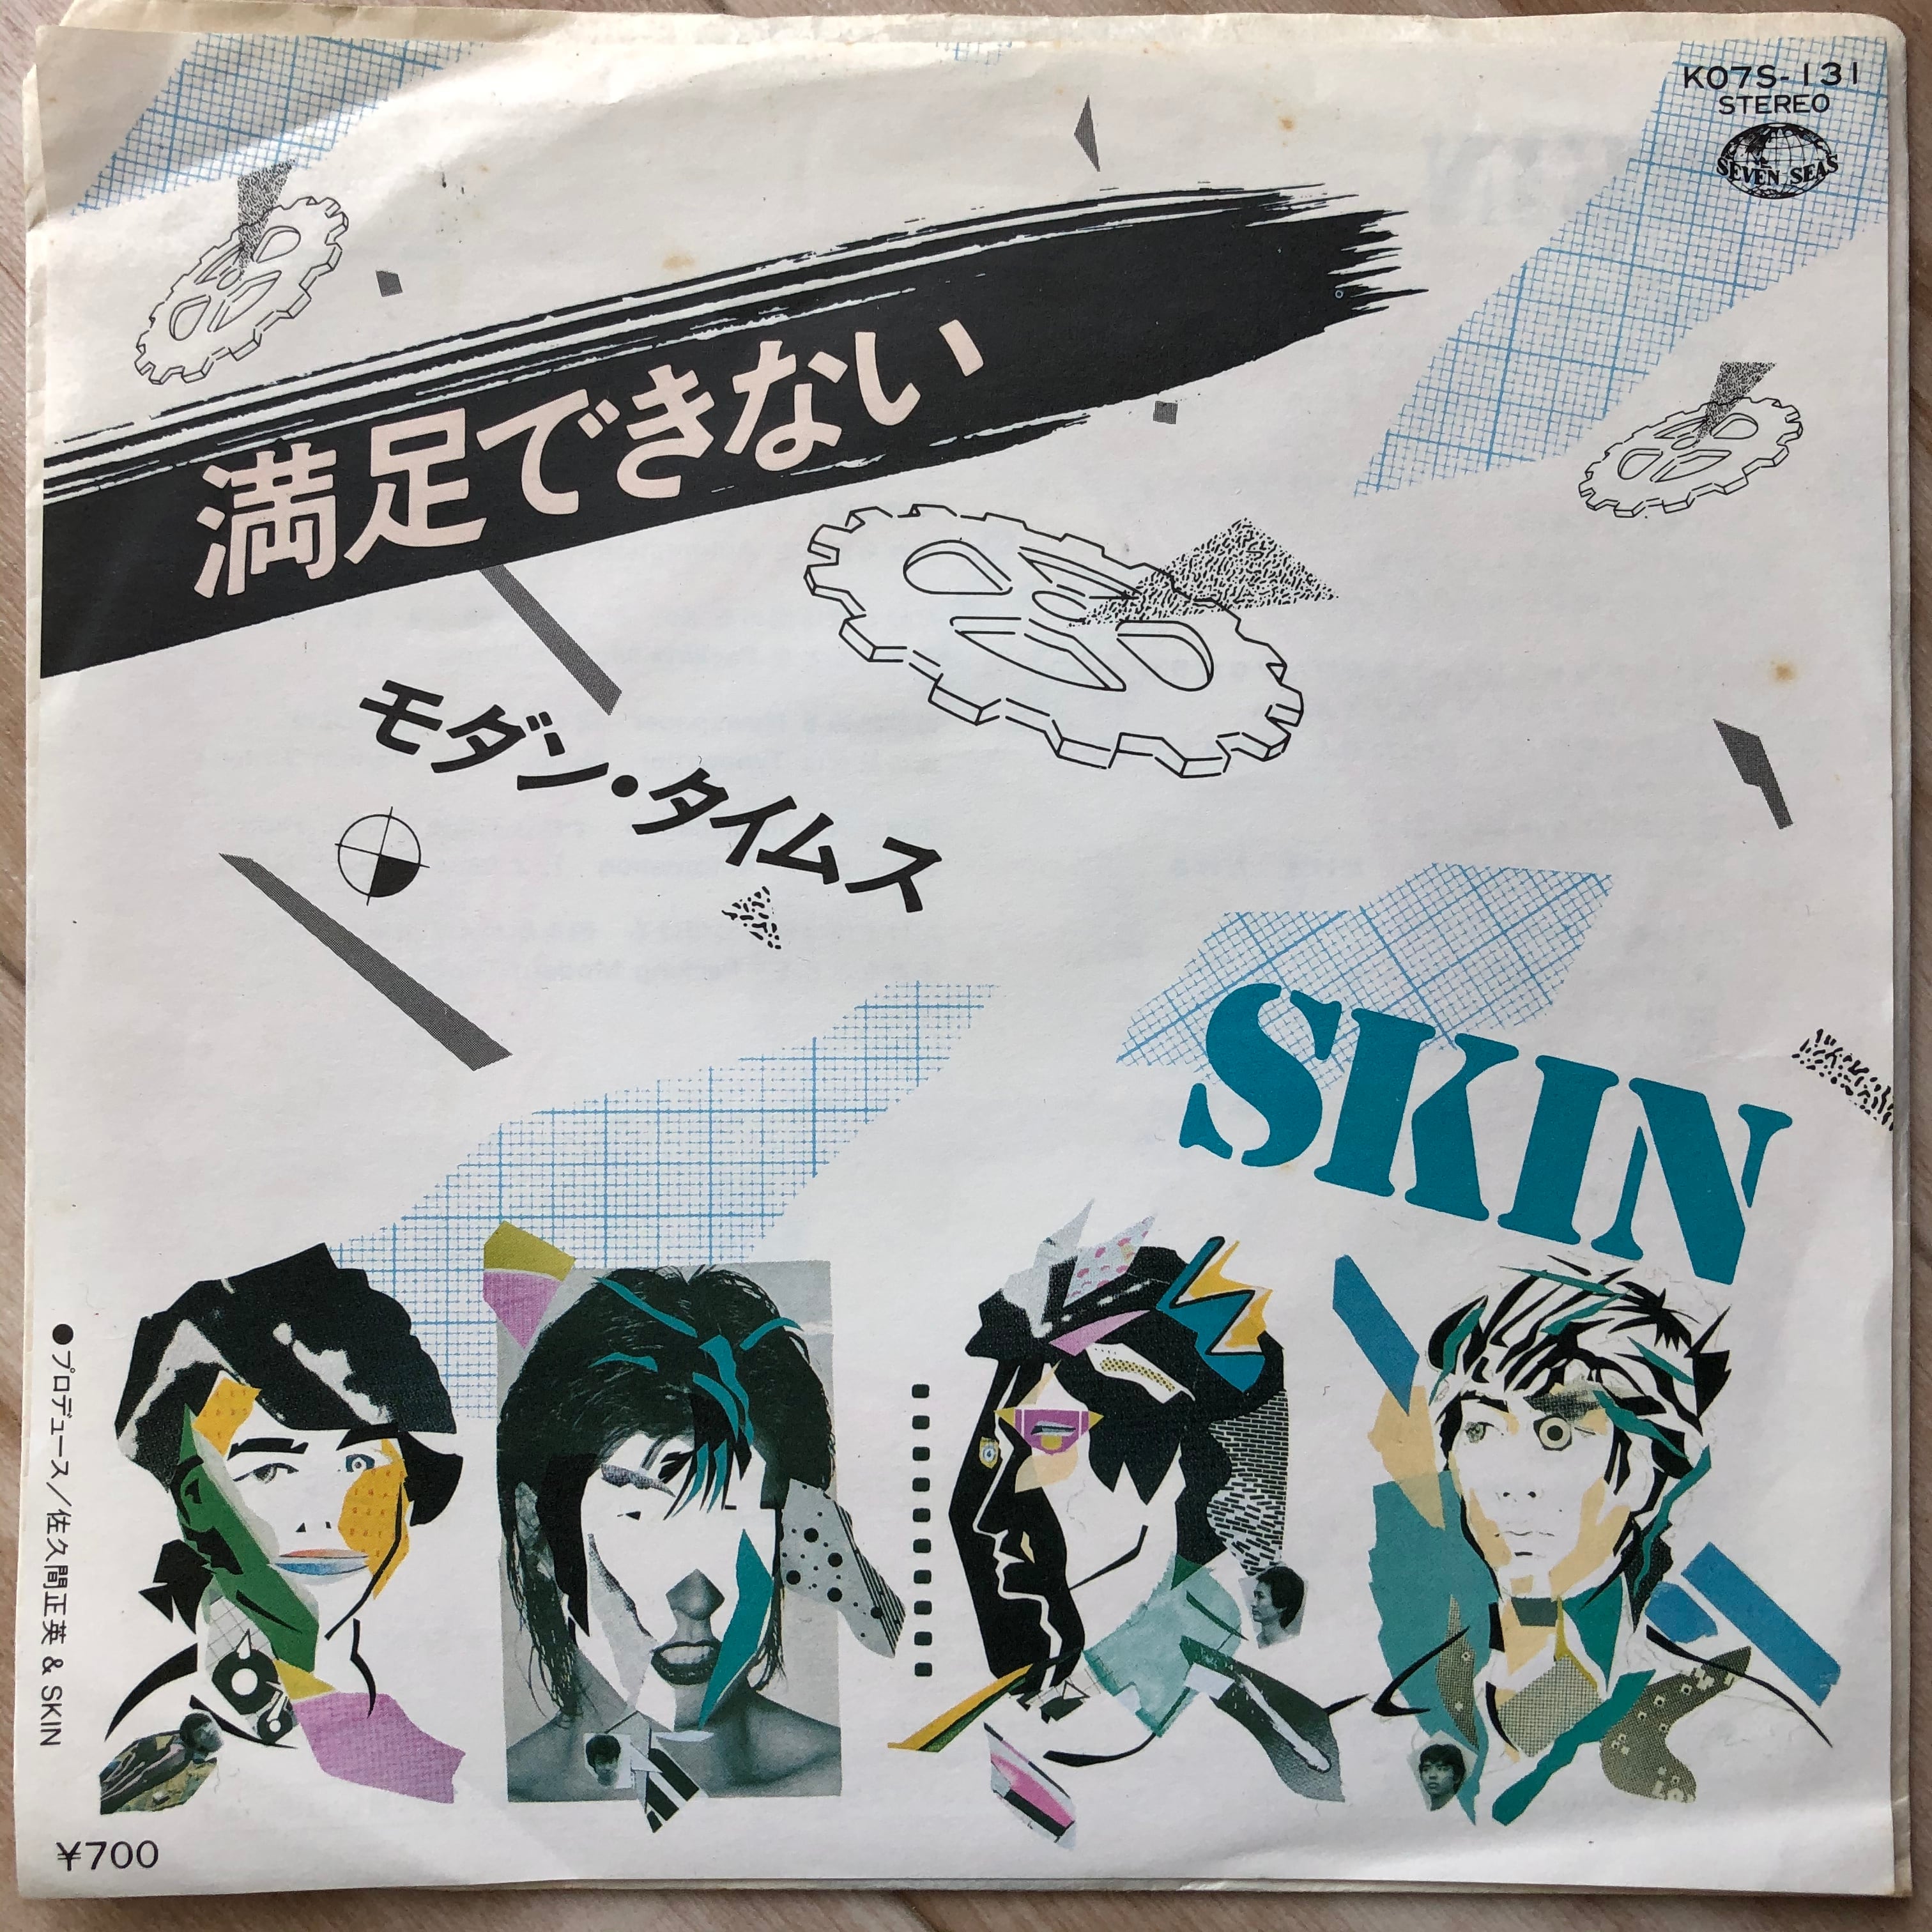 K07S-131
STEREO
SEVEN SEAS
満足できない
モダン・タイムス
SKIN
●プロデュース/佐久間正英 & SKIN
¥700